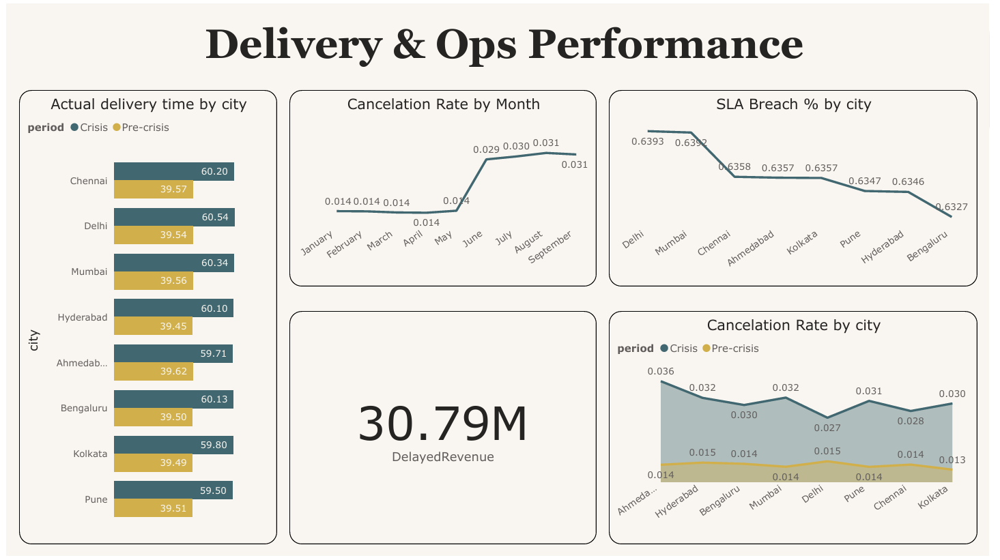 Delivery & Ops Performance
Actual delivery time by city
period Crisis Pre-crisis
city
Chennai 60.20
39.57
Delhi 60.54
39.54
Mumbai 60.34
39.56
Hyderabad 60.10
39.45
Ahmedab... 59.71
39.62
Bengaluru 60.13
39.50
Kolkata 59.80
39.49
Pune 59.50
39.51
Cancelation Rate by Month
0.014 0.014 0.014 0.014 0.014 0.029 0.030 0.031 0.031
January February March April May June July August September
SLA Breach % by city
0.6393 0.6392 0.6358 0.6357 0.6357 0.6347 0.6346 0.6327
Delhi Mumbai Chennai Ahmedabad Kolkata Pune Hyderabad Bengaluru
30.79M
DelayedRevenue
Cancelation Rate by city
period Crisis Pre-crisis
0.036 0.032 0.030 0.032 0.027 0.031 0.028 0.030
0.014 0.015 0.014 0.014 0.015 0.014 0.014 0.013
Ahmeda... Hyderabad Bengaluru Mumbai Delhi Pune Chennai Kolkata